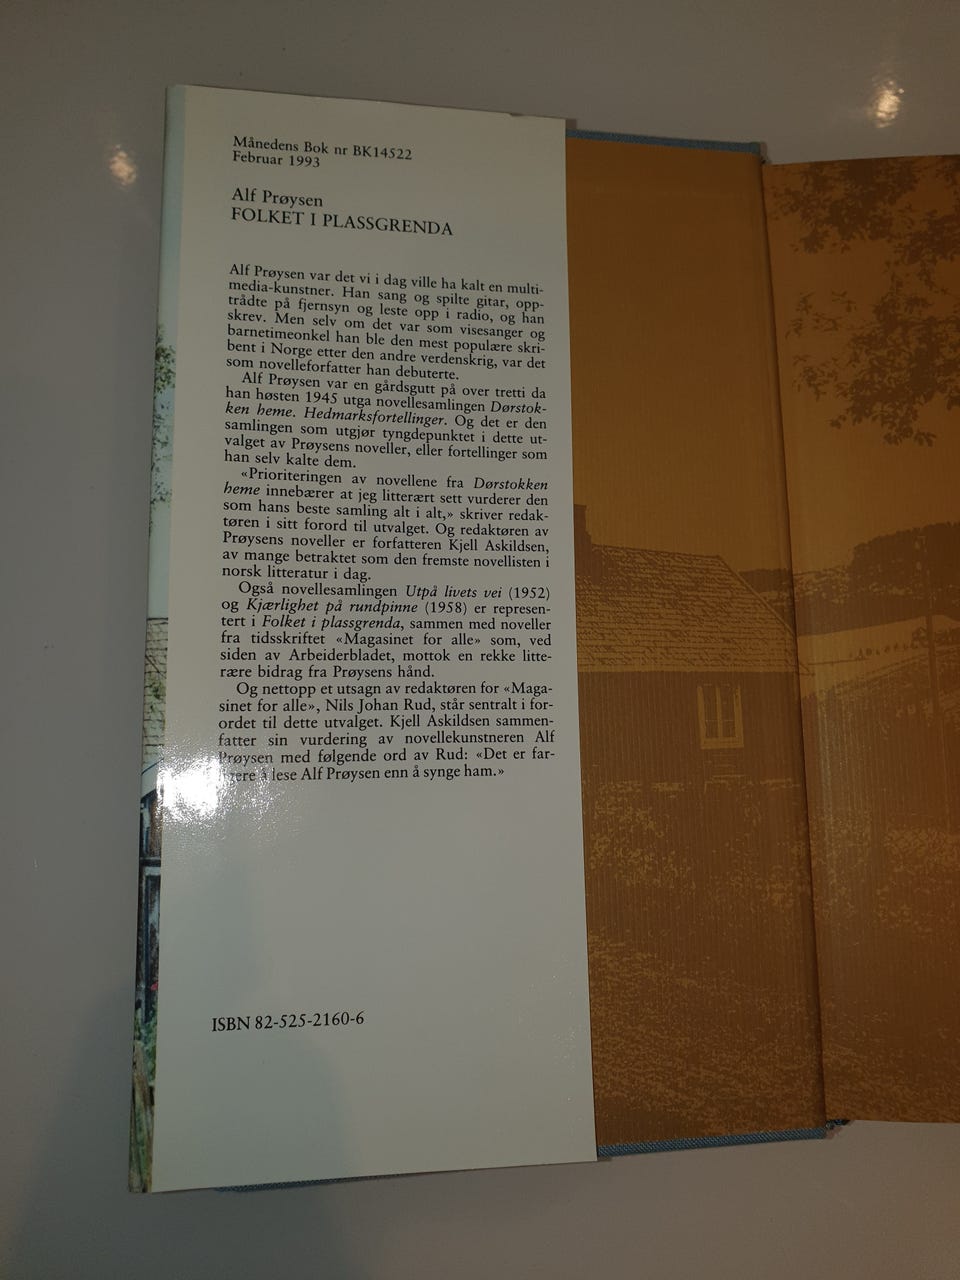 Månedens Bok nr BK14522
Februar 1993
Alf Prøysen
FOLKET I PLASSGRENDA
Alf Prøysen var det vi i dag ville ha kalt en multi-
media-kunstner. Han sang og spilte gitar, opp-
trådte på fjernsyn og leste opp i radio, og han
skrev. Men selv om det var som visesanger og
barnetimeonkel han ble den mest populære skri-
bent i Norge etter den andre verdenskrig, var det
som novelleforfatter han debuterte.
Alf Prøysen var en gårdsgutt på over tretti da
han høsten 1945 utga novellesamlingen Dørstok-
ken heme. Hedmarksfortellinger. Og det er den
samlingen som utgjør tyngdepunktet i dette ut-
valget av Prøysens noveller, eller fortellinger som
han selv kalte dem.
«Prioriteringen av novellene fra Dørstokken
heme innebærer at jeg litterært sett vurderer den
som hans beste samling alt i alt,» skriver redak-
tøren i sitt forord til utvalget. Og redaktøren av
Prøysens noveller er forfatteren Kjell Askildsen,
av mange betraktet som den fremste novellisten i
norsk litteratur i dag.
Også novellesamlingen Utpå livets vei (1952)
og Kjærlighet på rundpinne (1958) er represen-
tert i Folket i plassgrenda, sammen med noveller
fra tidsskriftet «Magasinet for alle» som, ved
siden av Arbeiderbladet, mottok en rekke litte-
rære bidrag fra Prøysens hånd.
Og nettopp et utsagn av redaktøren for «Maga-
sinet for alle», Nils Johan Rud, står sentralt i for-
ordet til dette utvalget. Kjell Askildsen sammen-
fatter sin vurdering av novellekunstneren Alf
Prøysen med følgende ord av Rud: «Det er far-
ligere å lese Alf Prøysen enn å synge ham.»
ISBN 82-525-2160-6